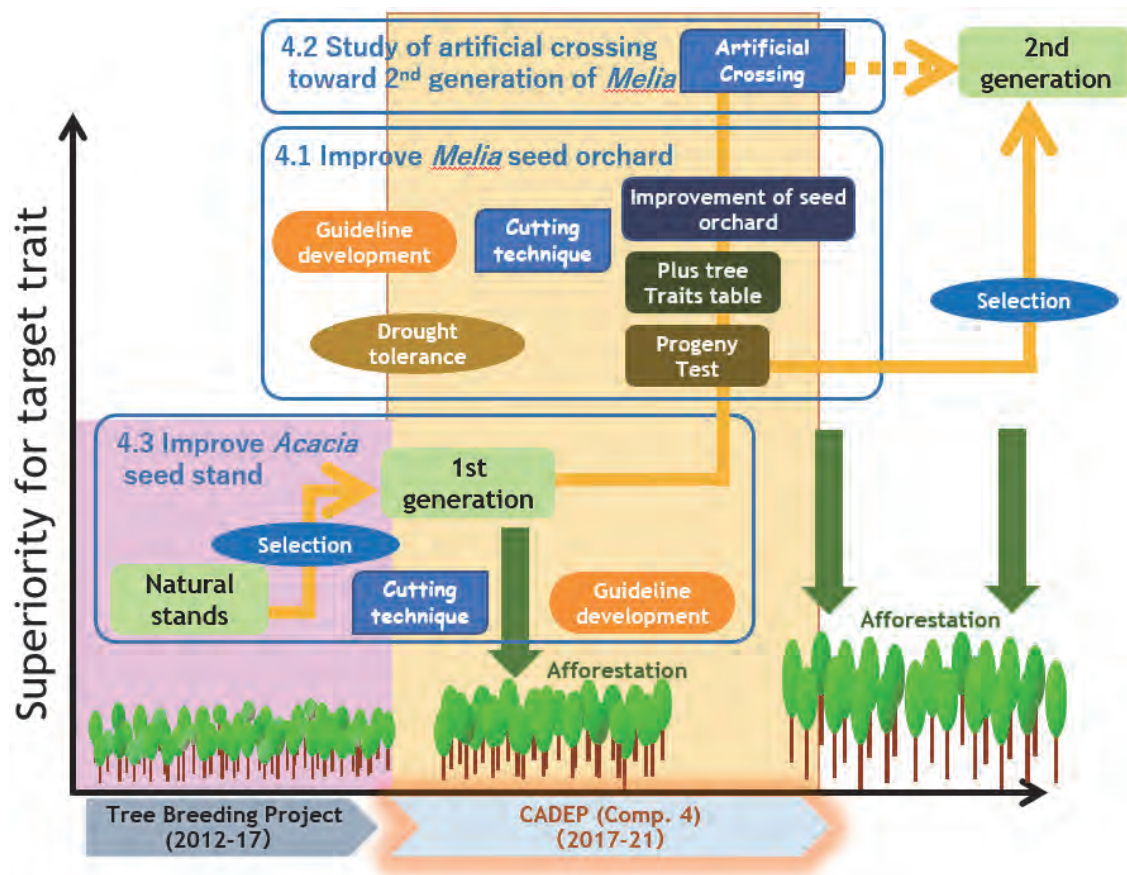 4.2 Study of artificial crossing
toward 2nd generation of Melia
Artificial
Crossing
2nd
generation
4.1 Improve Melia seed orchard
Improvement of seed
orchard
Guideline
development
Cutting
technique
Plus tree
Traits table
Selection
Drought
tolerance
Progeny
Test
4.3 Improve Acacia
seed stand
1st
generation
Selection
Natural
stands
Cutting
technique
Guideline
development
Afforestation
Afforestation
Superiority for target trait
Tree Breeding Project
(2012-17)
CADEP (Comp. 4)
(2017-21)